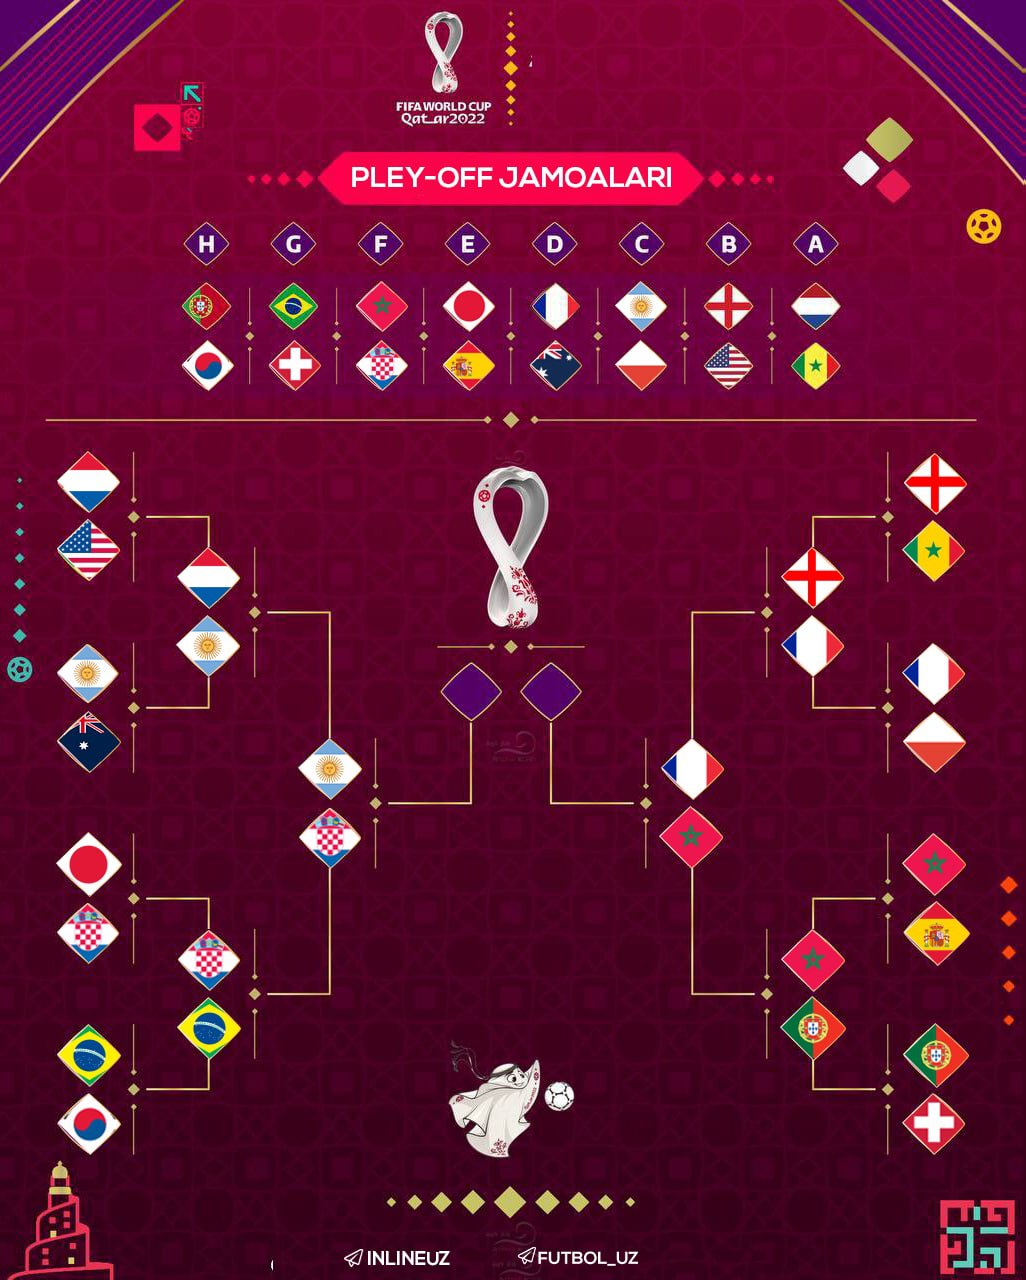 FIFA WORLD CUP
Qatar2022
PLEY-OFF JAMOALARI
H G F E D C B A
INLINEUZ FUTBOL_UZ